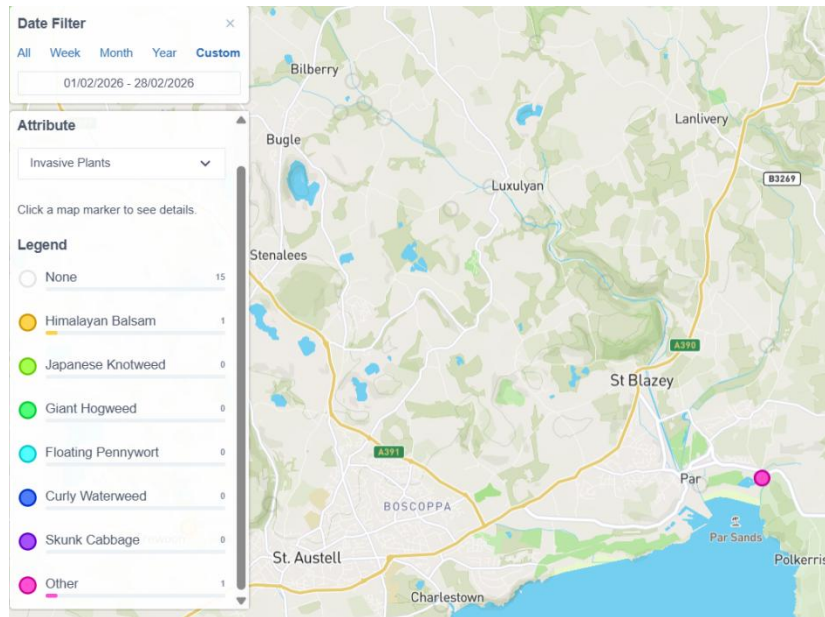 Date Filter ×
All Week Month Year Custom
01/02/2026 - 28/02/2026
Attribute
Invasive Plants
Click a map marker to see details.
Legend
None 15
Himalayan Balsam 1
Japanese Knotweed 0
Giant Hogweed 0
Floating Pennywort 0
Curly Waterweed 0
Skunk Cabbage 0
Other 1
Bilberry
Lanlivery
Bugle
B3269
Luxulyan
Stenalees
A390
St Blazey
A391
Par
BOSCOPPA
Par Sands
St. Austell
Polkerris
Charlestown